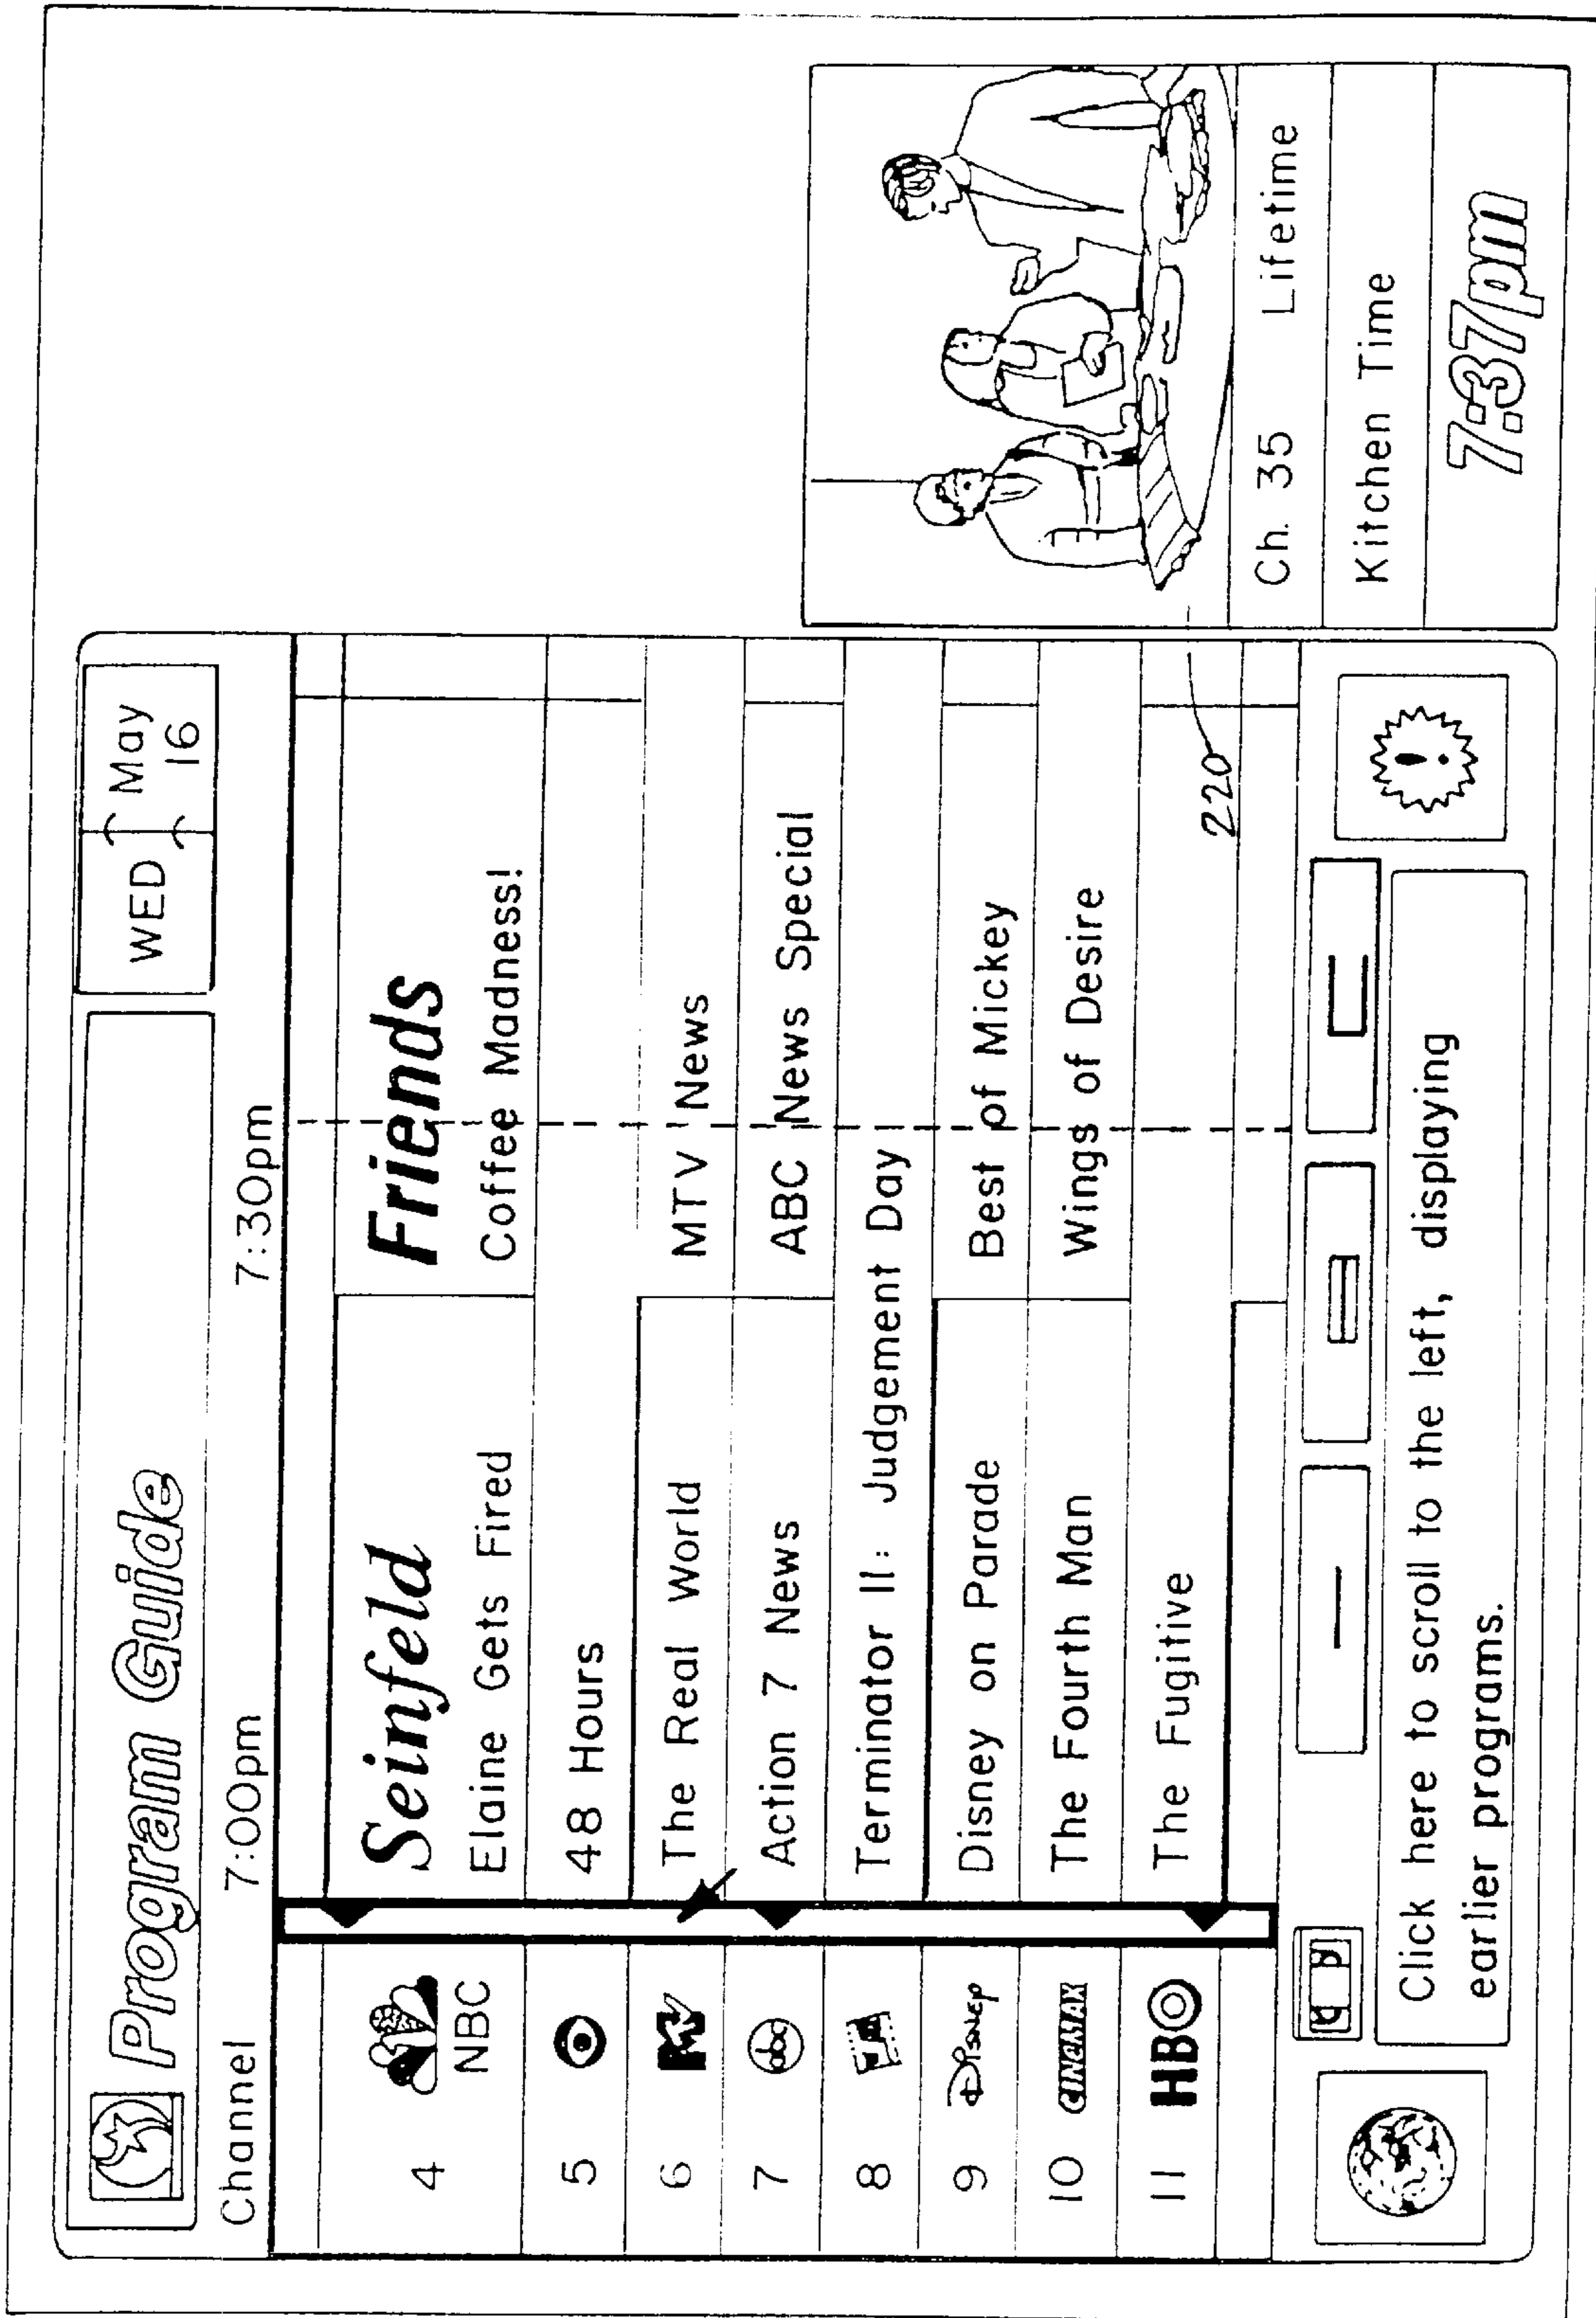 Program Guide
WED May
16
Channel 7:00pm 7:30pm
4 NBC Seinfeld Friends
Elaine Gets Fired Coffee Madness!
5 48 Hours
6 The Real World MTV News
7 abc Action 7 News ABC News Special
8 Terminator II: Judgement Day
9 Disney Disney on Parade Best of Mickey
10 CINEMAX The Fourth Man Wings of Desire
11 HBO The Fugitive
220
Click here to scroll to the left, displaying
earlier programs.
Ch. 35 Lifetime
Kitchen Time
7:37pm